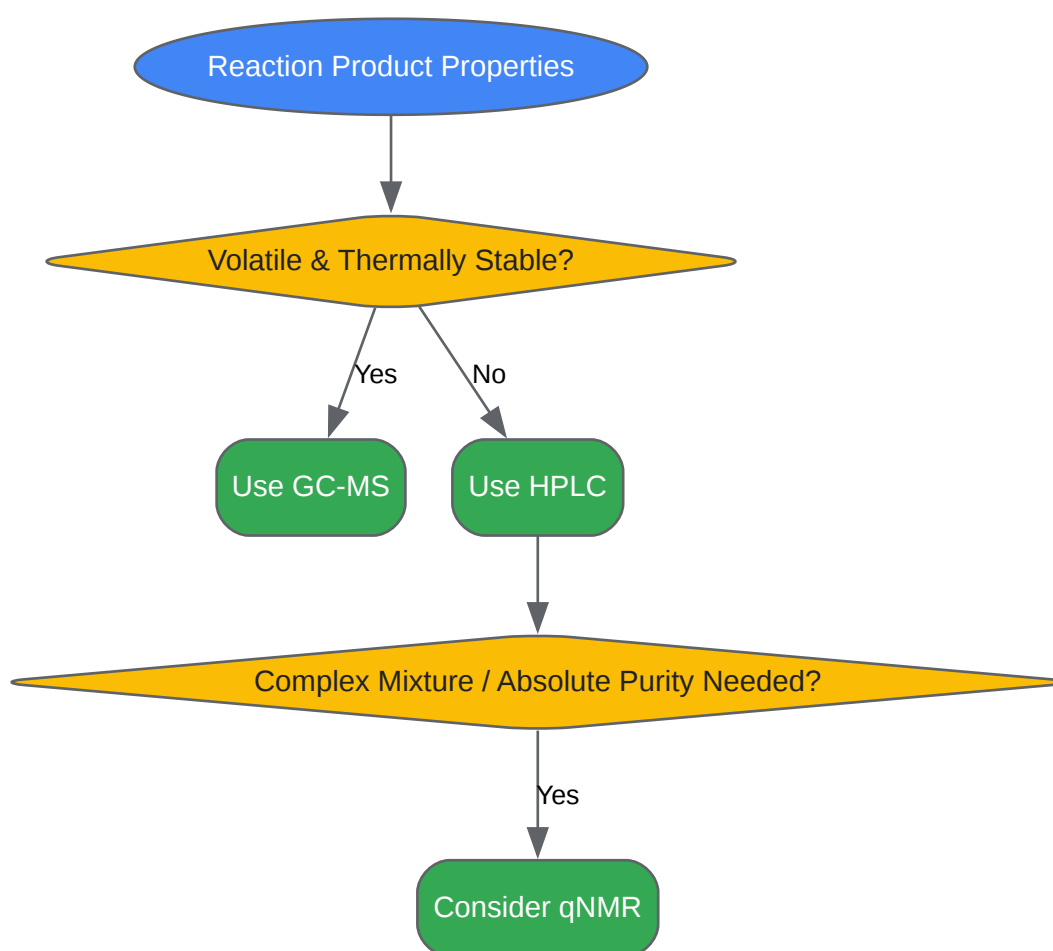 Reaction Product Properties
Volatile & Thermally Stable?
Yes
No
Use GC-MS
Use HPLC
Complex Mixture / Absolute Purity Needed?
Yes
Consider qNMR